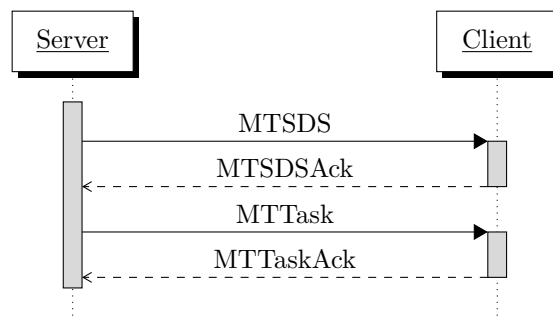 Server
Client
MTSDS
MTSDSAck
MTTask
MTTaskAck